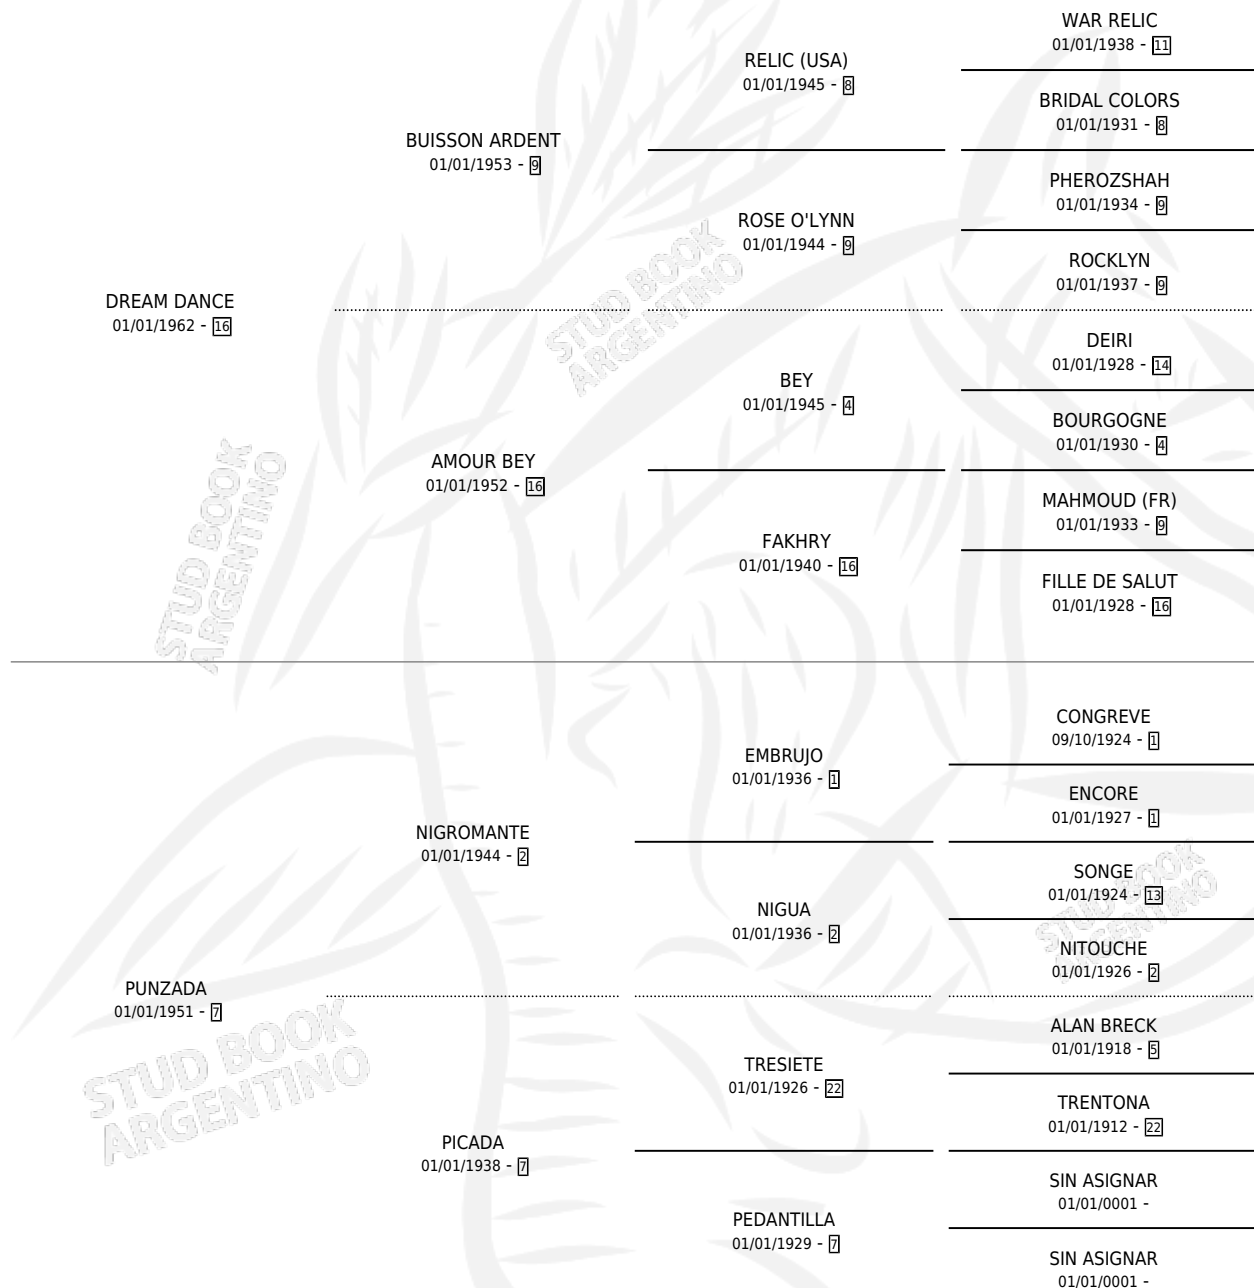 DREAM DANCE
01/01/1962 - 16
BUISSON ARDENT
01/01/1953 - 9
AMOUR BEY
01/01/1952 - 16
RELIC (USA)
01/01/1945 - 8
ROSE O'LYNN
01/01/1944 - 9
BEY
01/01/1945 - 4
FAKHRY
01/01/1940 - 16
WAR RELIC
01/01/1938 - 11
BRIDAL COLORS
01/01/1931 - 8
PHEROZSHAH
01/01/1934 - 9
ROCKLYN
01/01/1937 - 9
DEIRI
01/01/1928 - 14
BOURGOGNE
01/01/1930 - 4
MAHMOUD (FR)
01/01/1933 - 9
FILLE DE SALUT
01/01/1928 - 16
PUNZADA
01/01/1951 - 7
NIGROMANTE
01/01/1944 - 2
PICADA
01/01/1938 - 7
EMBRUJO
01/01/1936 - 1
NIGUA
01/01/1936 - 2
TRESIETE
01/01/1926 - 22
PEDANTILLA
01/01/1929 - 7
CONGREVE
09/10/1924 - 1
ENCORE
01/01/1927 - 1
SONGE
01/01/1924 - 13
NITOUCHE
01/01/1926 - 2
ALAN BRECK
01/01/1918 - 5
TRENTONA
01/01/1912 - 22
SIN ASIGNAR
01/01/0001 -
SIN ASIGNAR
01/01/0001 -
STUD BOOK
ARGENTINO
STUD BOOK
ARGENTINO
STUD BOOK
ARGENTINO
STUD BOOK
ARGENTINO